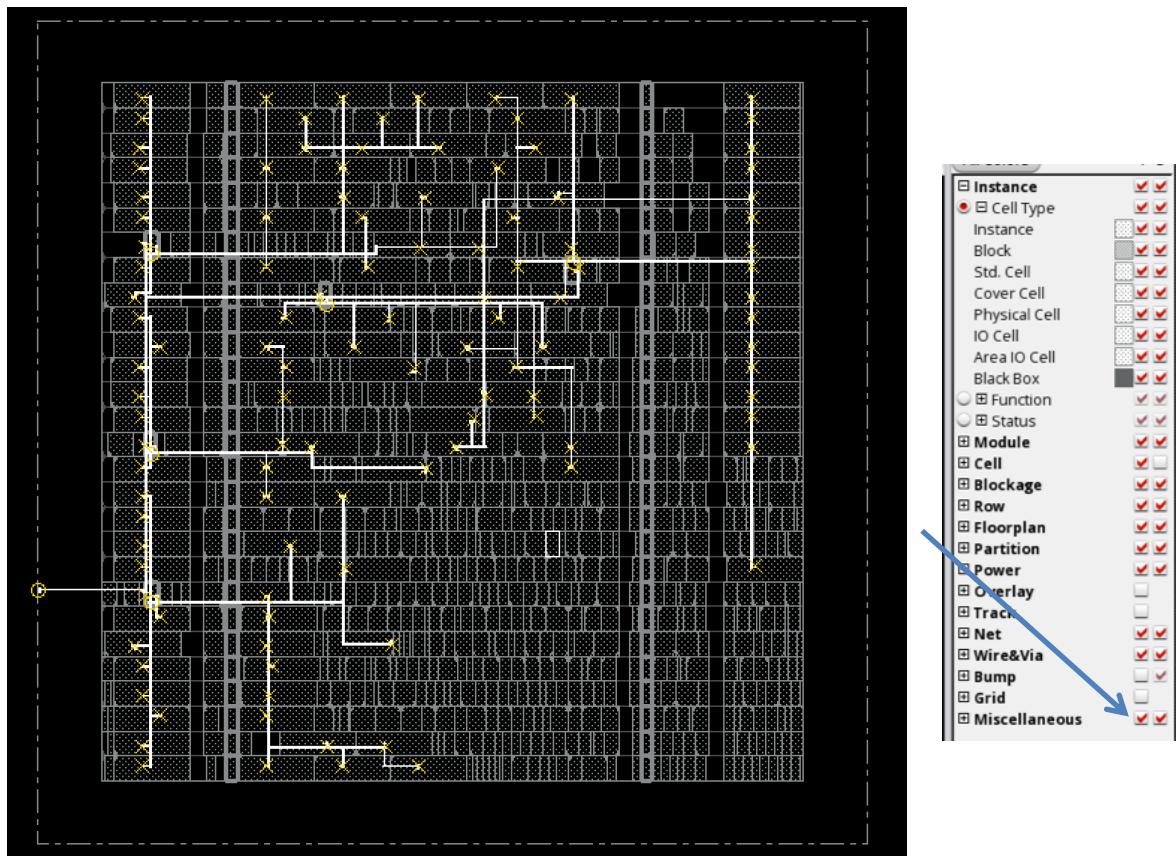 Instance
Cell Type
Instance
Block
Std. Cell
Cover Cell
Physical Cell
IO Cell
Area IO Cell
Black Box
Function
Status
Module
Cell
Blockage
Row
Floorplan
Partition
Power
Overlay
Track
Net
Wire&Via
Bump
Grid
Miscellaneous